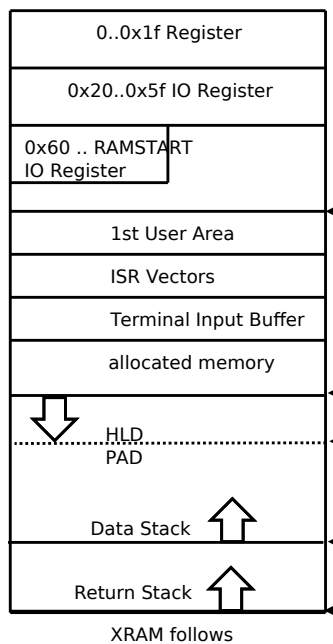 0..0x1f Register
0x20..0x5f IO Register
0x60 .. RAMSTART
IO Register
1st User Area
ISR Vectors
Terminal Input Buffer
allocated memory
HLD
PAD
Data Stack
Return Stack
XRAM follows